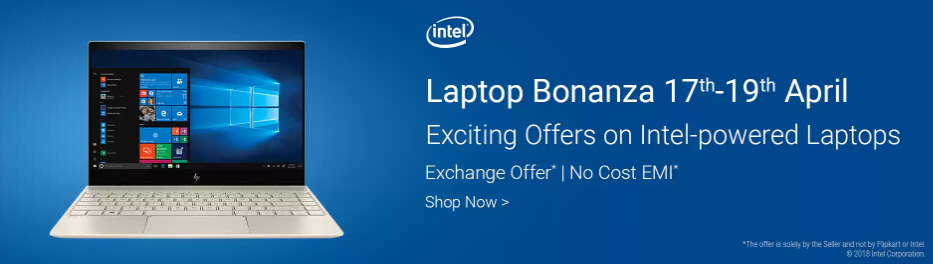 intel
Laptop Bonanza 17th-19th April
Exciting Offers on Intel-powered Laptops
Exchange Offer* | No Cost EMI*
Shop Now >
hp
*The offer is solely by the Seller and not by Flipkart or Intel.
© 2018 Intel Corporation.